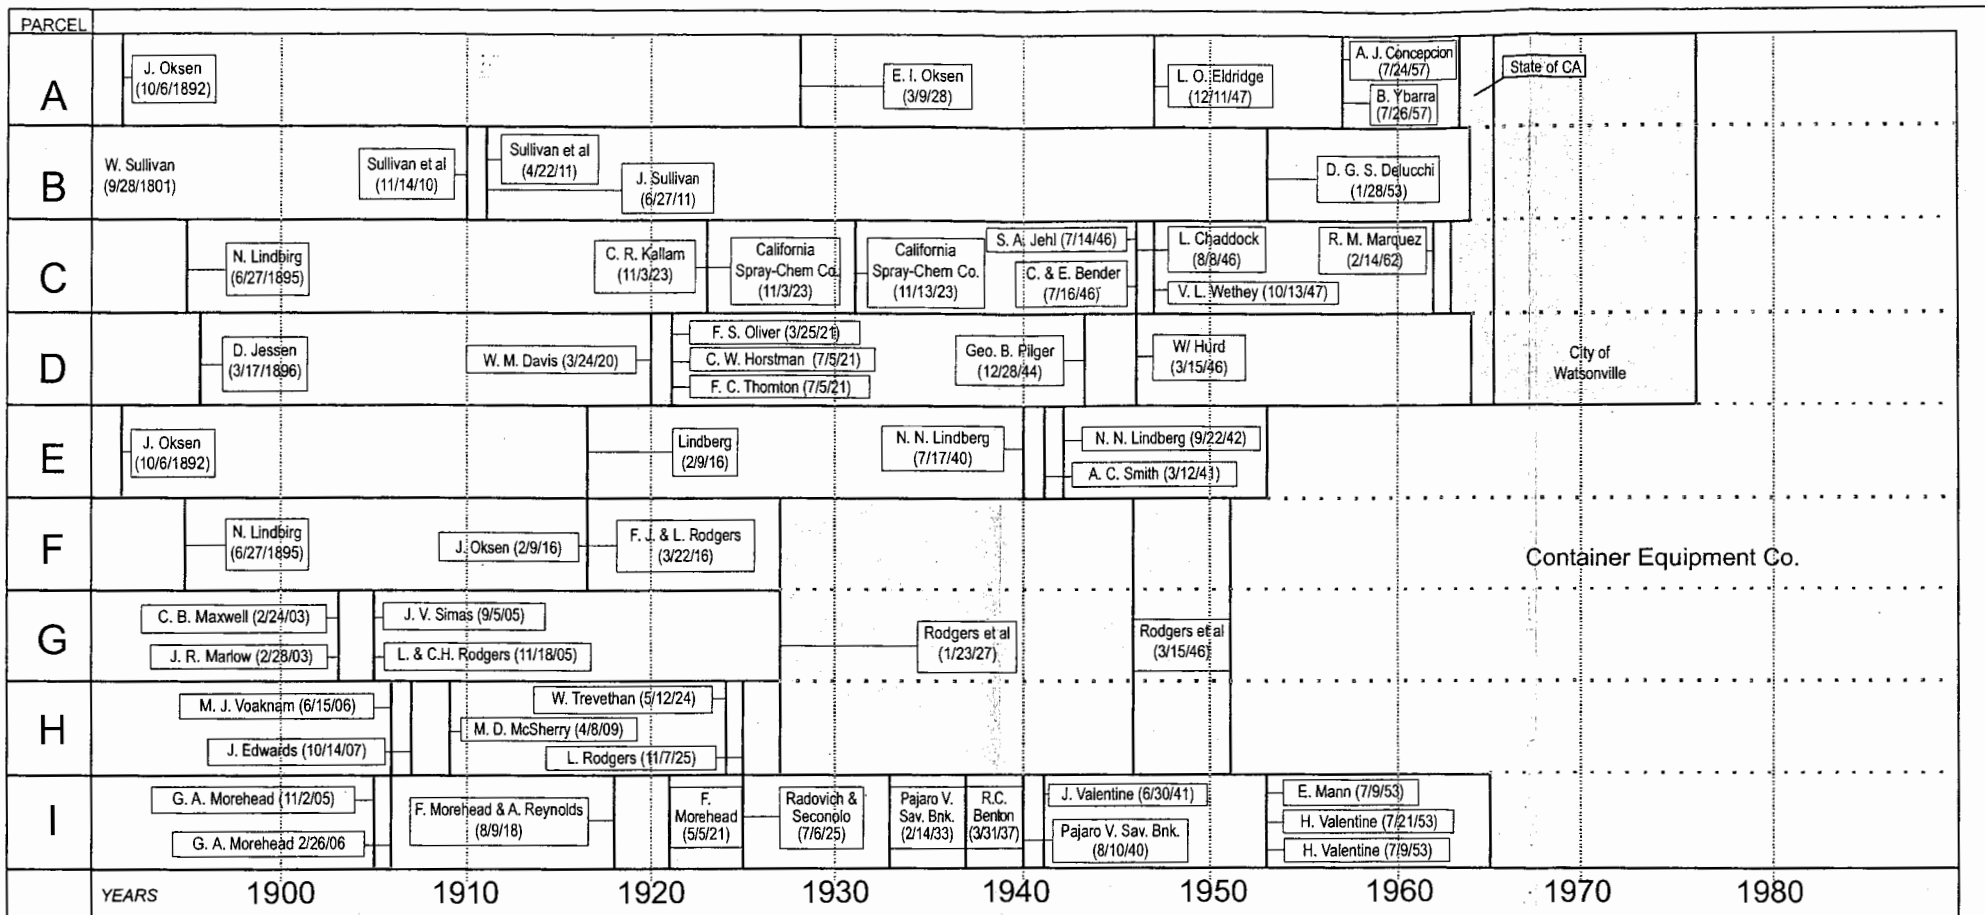 PARCEL
A
J. Oksen
(10/6/1892)
E. I. Oksen
(3/9/28)
L. O. Eldridge
(12/11/47)
A. J. Concepcion
(7/24/57)
B. Ybarra
(7/26/57)
State of CA
B
W. Sullivan
(9/28/1801)
Sullivan et al
(11/14/10)
Sullivan et al
(4/22/11)
J. Sullivan
(6/27/11)
D. G. S. Delucchi
(1/28/53)
C
N. Lindbirg
(6/27/1895)
C. R. Kallam
(11/3/23)
California
Spray-Chem Co.
(11/3/23)
California
Spray-Chem Co.
(11/13/23)
S. A. Jehl (7/14/46)
C. & E. Bender
(7/16/46)
L. Chaddock
(8/8/46)
V. L. Wethey (10/13/47)
R. M. Marquez
(2/14/62)
D
D. Jessen
(3/17/1896)
W. M. Davis (3/24/20)
F. S. Oliver (3/25/21)
C. W. Horstman (7/5/21)
F. C. Thornton (7/5/21)
Geo. B. Pilger
(12/28/44)
W/ Hurd
(3/15/46)
City of
Watsonville
E
J. Oksen
(10/6/1892)
Lindberg
(2/9/16)
N. N. Lindberg
(7/17/40)
N. N. Lindberg (9/22/42)
A. C. Smith (3/12/41)
F
N. Lindbirg
(6/27/1895)
J. Oksen (2/9/16)
F. J. & L. Rodgers
(3/22/16)
Container Equipment Co.
G
C. B. Maxwell (2/24/03)
J. R. Marlow (2/28/03)
J. V. Simas (9/5/05)
L. & C.H. Rodgers (11/18/05)
Rodgers et al
(1/23/27)
Rodgers et al
(3/15/46)
H
M. J. Voaknam (6/15/06)
J. Edwards (10/14/07)
W. Trevethan (5/12/24)
M. D. McSherry (4/8/09)
L. Rodgers (11/7/25)
I
G. A. Morehead (11/2/05)
G. A. Morehead 2/26/06
F. Morehead & A. Reynolds
(8/9/18)
F.
Morehead
(5/5/21)
Radovich &
Seconolo
(7/6/25)
Pajaro V.
Sav. Bnk.
(2/14/33)
R.C.
Benton
(3/31/37)
J. Valentine (6/30/41)
Pajaro V. Sav. Bnk.
(8/10/40)
E. Mann (7/9/53)
H. Valentine (7/21/53)
H. Valentine (7/9/53)
YEARS
1900
1910
1920
1930
1940
1950
1960
1970
1980